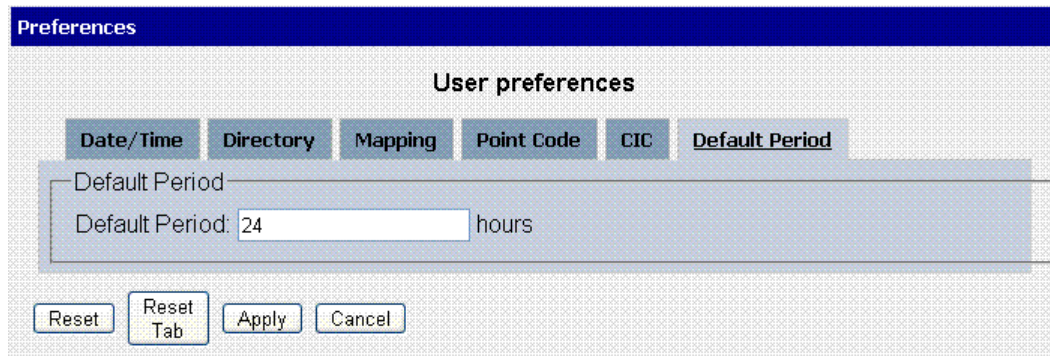 Preferences
User preferences
Date/Time Directory Mapping Point Code CIC Default Period
Default Period
Default Period: 24 hours
Reset Reset Tab Apply Cancel